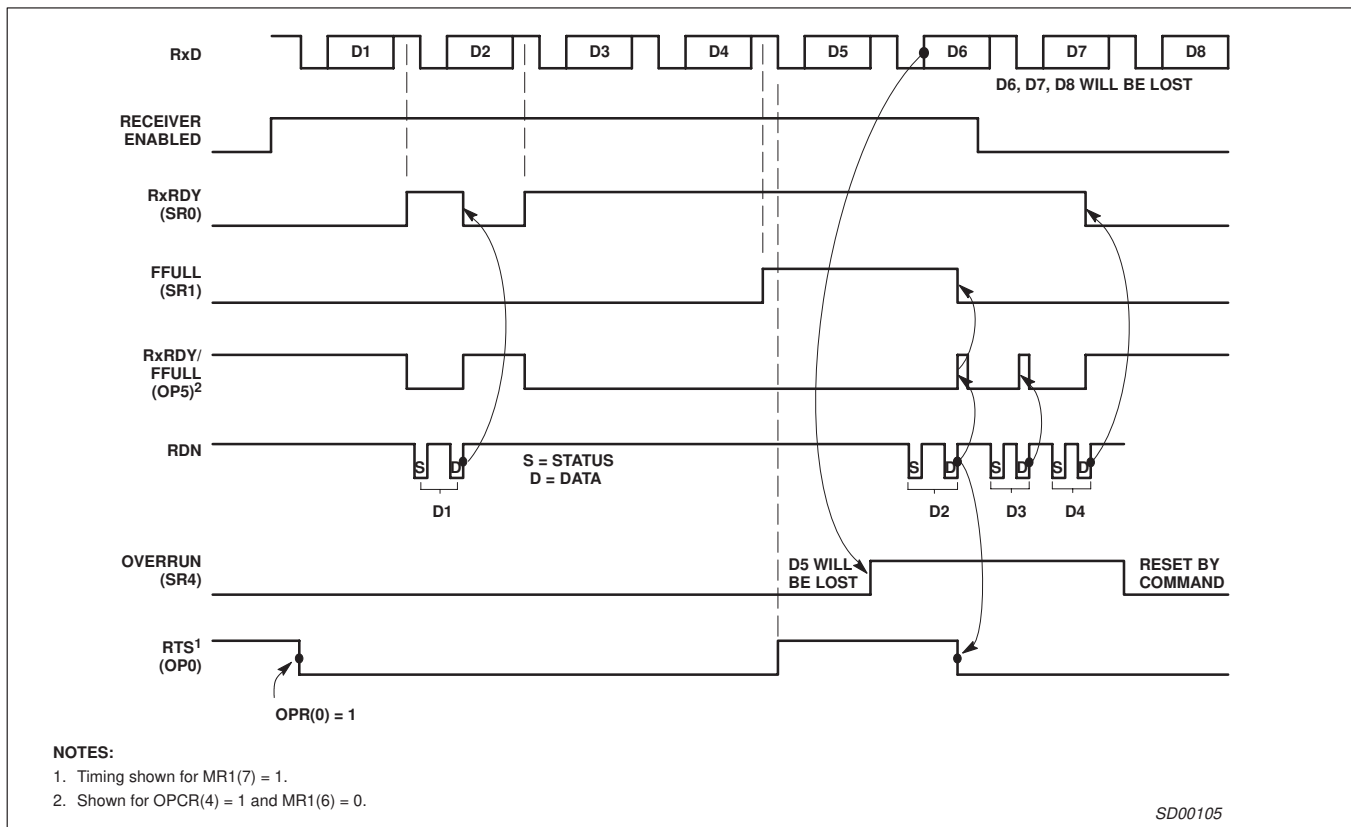 RxD
D1 D2 D3 D4 D5 D6 D7 D8
D6, D7, D8 WILL BE LOST
RECEIVER
ENABLED
RxRDY
(SR0)
FFULL
(SR1)
RxRDY/
FFULL
(OP5)2
RDN
S D S D S D S D
S = STATUS
D = DATA
D1 D2 D3 D4
OVERRUN
(SR4)
D5 WILL
BE LOST
RESET BY
COMMAND
RTS1
(OP0)
OPR(0) = 1
NOTES:
1. Timing shown for MR1(7) = 1.
2. Shown for OPCR(4) = 1 and MR1(6) = 0.
SD00105